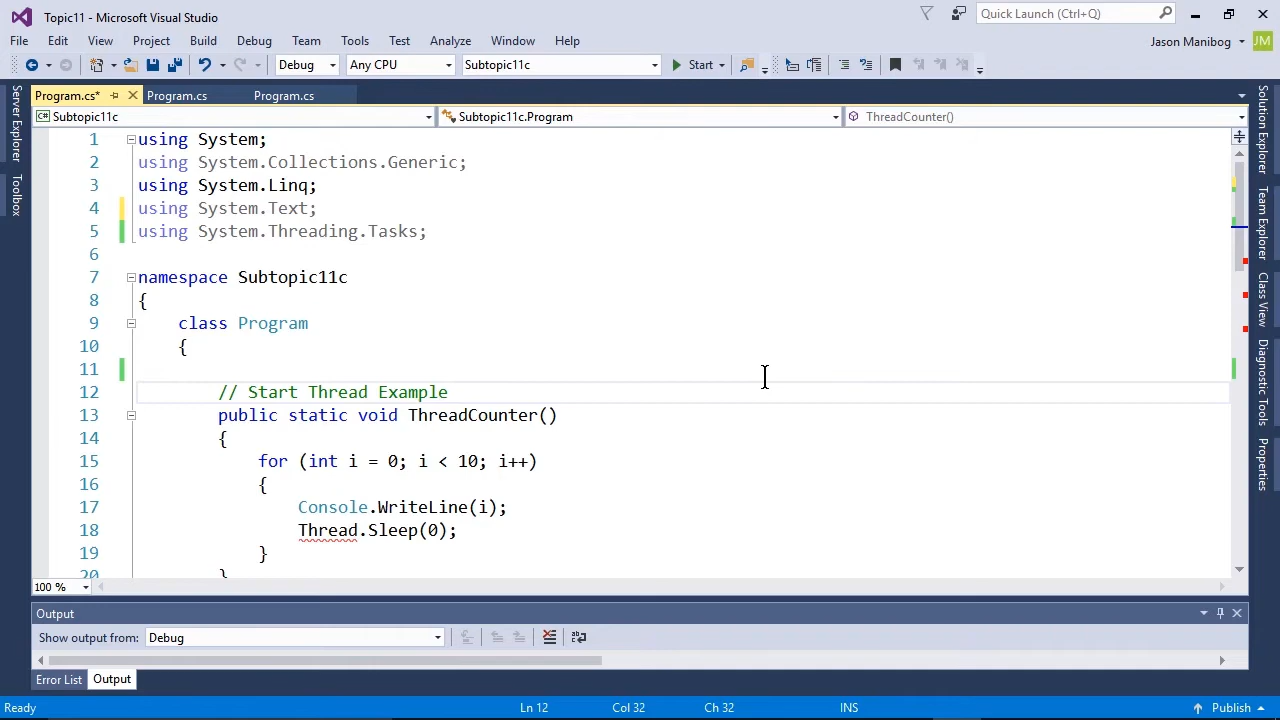 Topic11 - Microsoft Visual Studio
Quick Launch (Ctrl+Q)
File Edit View Project Build Debug Team Tools Test Analyze Window Help
Jason Manibog JM
Debug Any CPU Subtopic11c Start
Program.cs* Program.cs Program.cs
Subtopic11c Subtopic11c.Program ThreadCounter()
Server Explorer
Toolbox
1 using System;
2 using System.Collections.Generic;
3 using System.Linq;
4 using System.Text;
5 using System.Threading.Tasks;
6
7 namespace Subtopic11c
8 {
9 class Program
10 {
11
12 // Start Thread Example
13 public static void ThreadCounter()
14 {
15 for (int i = 0; i < 10; i++)
16 {
17 Console.WriteLine(i);
18 Thread.Sleep(0);
19 }
20 }
Solution Explorer
Team Explorer
Class View
Diagnostic Tools
Properties
100 %
Output
Show output from: Debug
Error List Output
Ready Ln 12 Col 32 Ch 32 INS Publish